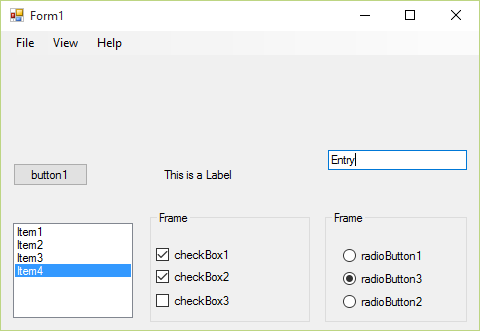 Form1
File View Help
Entry
button1
This is a Label
Item1
Item2
Item3
Item4
Frame
checkBox1
checkBox2
checkBox3
Frame
radioButton1
radioButton3
radioButton2